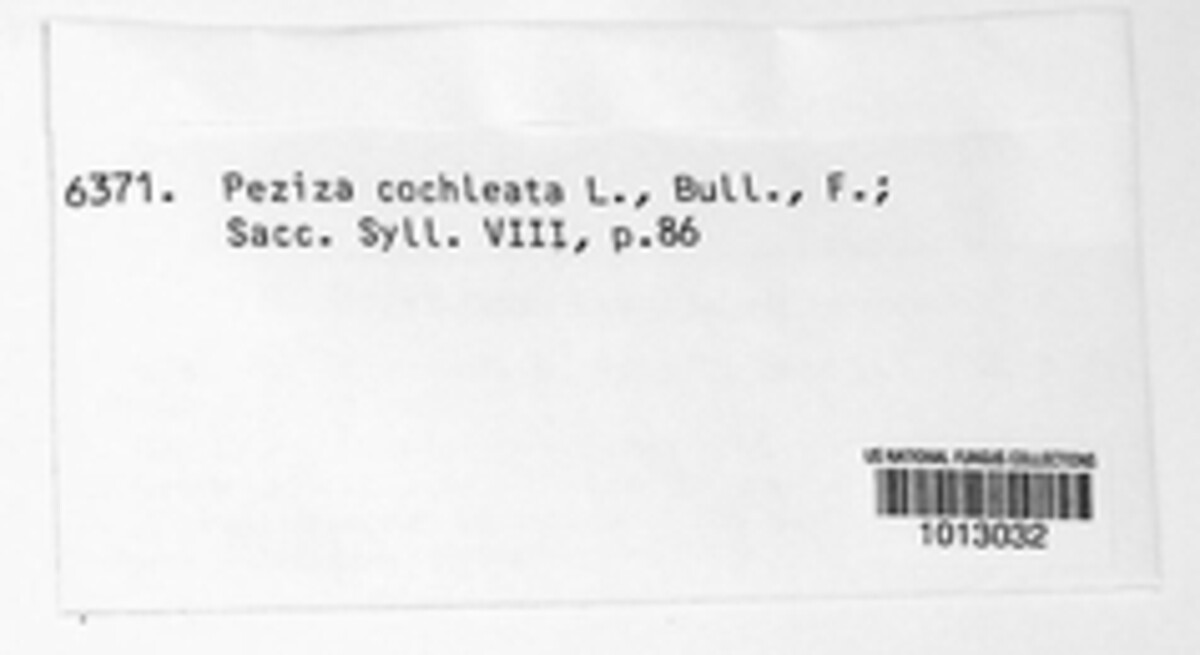 6371. Peziza cochleata L., Bull., F.;
Sacc. Syll. VIII, p.86
US NATIONAL FUNGUS COLLECTIONS
1013032